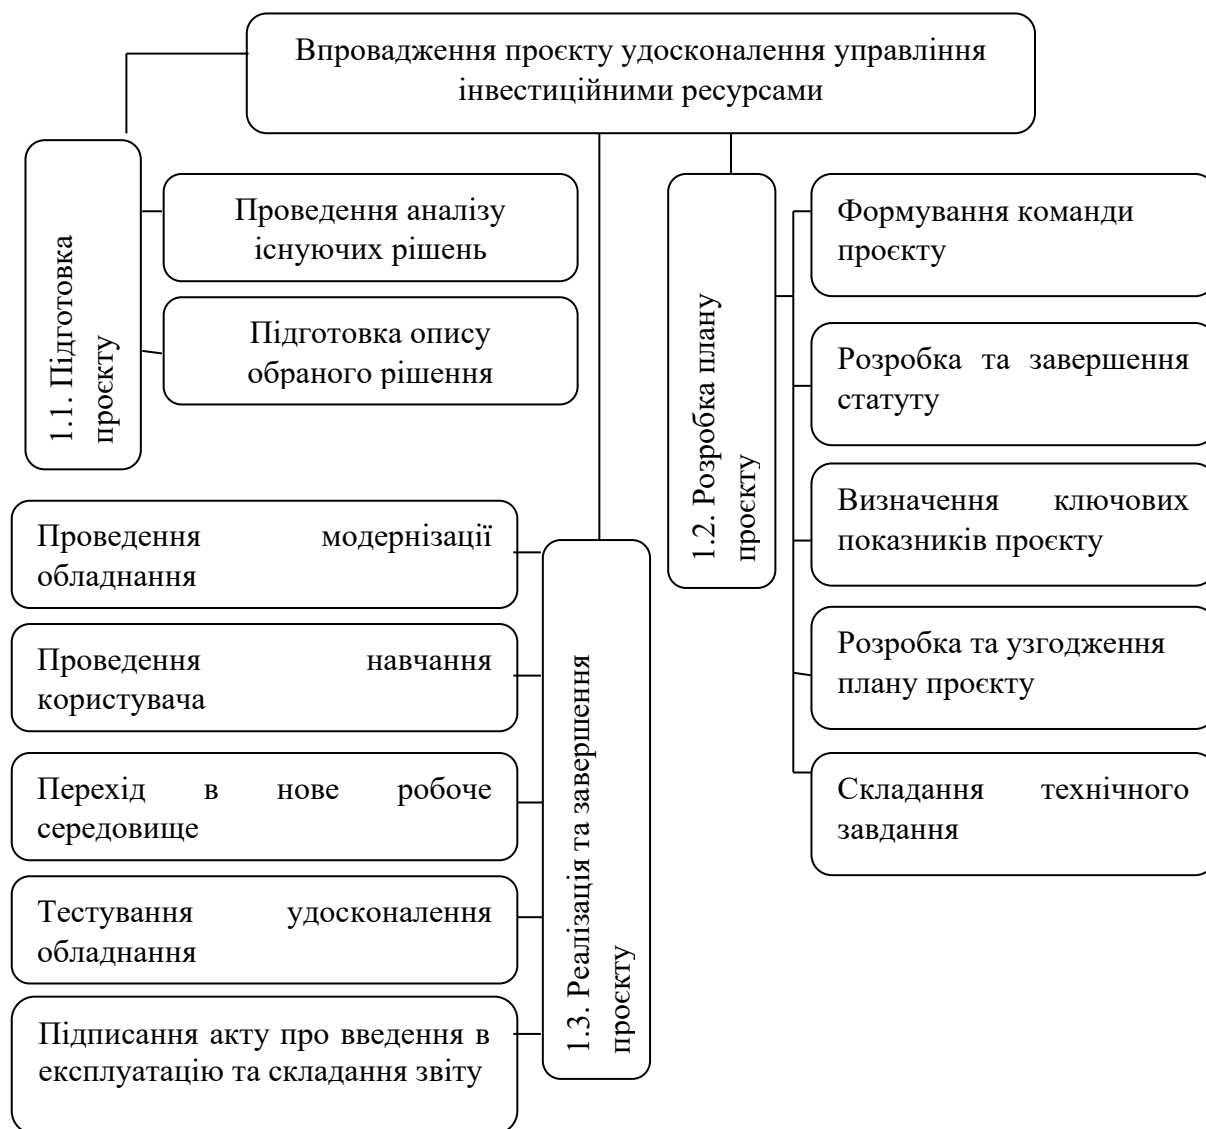 Впровадження проєкту удосконалення управління
інвестиційними ресурсами
1.1. Підготовка
проєкту
Проведення аналізу
існуючих рішень
Підготовка опису
обраного рішення
1.2. Розробка плану
проєкту
Формування команди
проєкту
Розробка та завершення
статуту
Визначення ключових
показників проєкту
Розробка та узгодження
плану проєкту
Складання технічного
завдання
1.3. Реалізація та завершення
проєкту
Проведення модернізації
обладнання
Проведення навчання
користувача
Перехід в нове робоче
середовище
Тестування удосконалення
обладнання
Підписання акту про введення в
експлуатацію та складання звіту